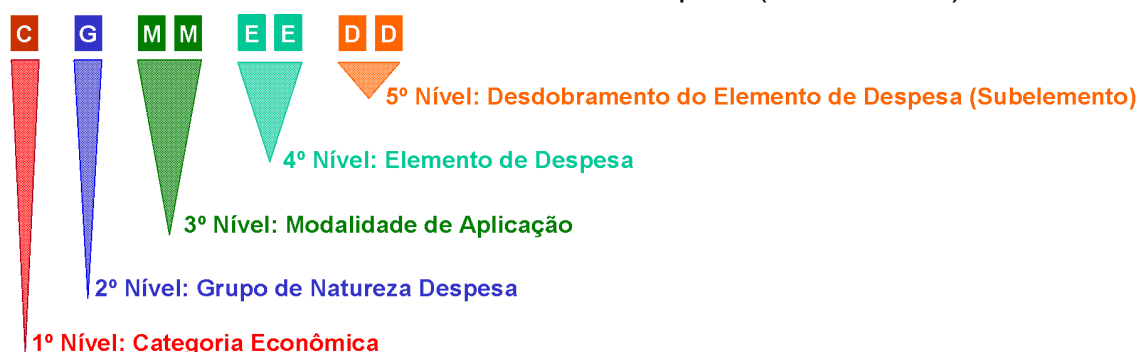 C G M M E E D D
5º Nível: Desdobramento do Elemento de Despesa (Subelemento)
4º Nível: Elemento de Despesa
3º Nível: Modalidade de Aplicação
2º Nível: Grupo de Natureza Despesa
1º Nível: Categoria Econômica